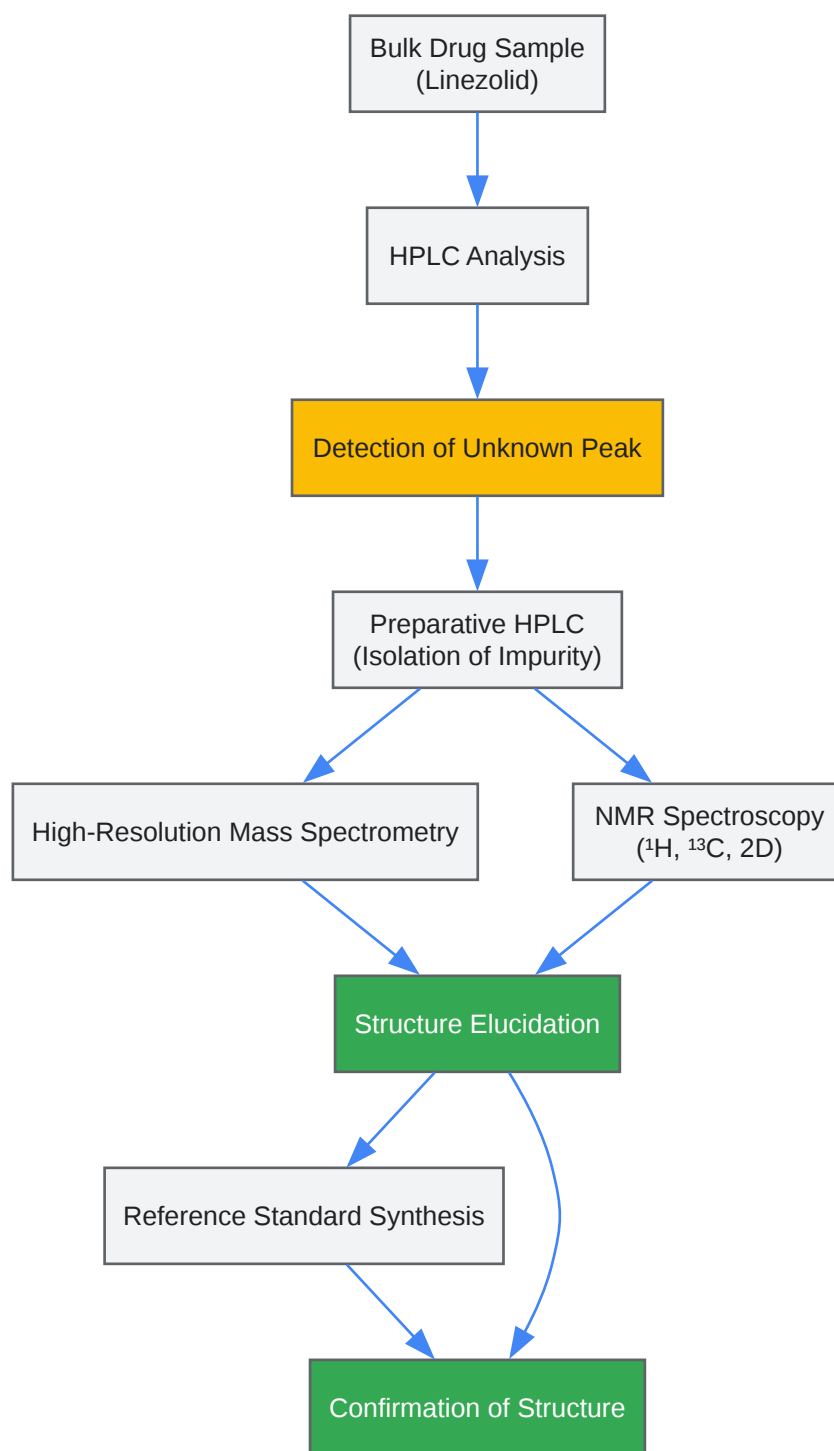 Bulk Drug Sample
(Linezolid)
HPLC Analysis
Detection of Unknown Peak
Preparative HPLC
(Isolation of Impurity)
High-Resolution Mass Spectrometry
NMR Spectroscopy
(¹H, ¹³C, 2D)
Structure Elucidation
Reference Standard Synthesis
Confirmation of Structure